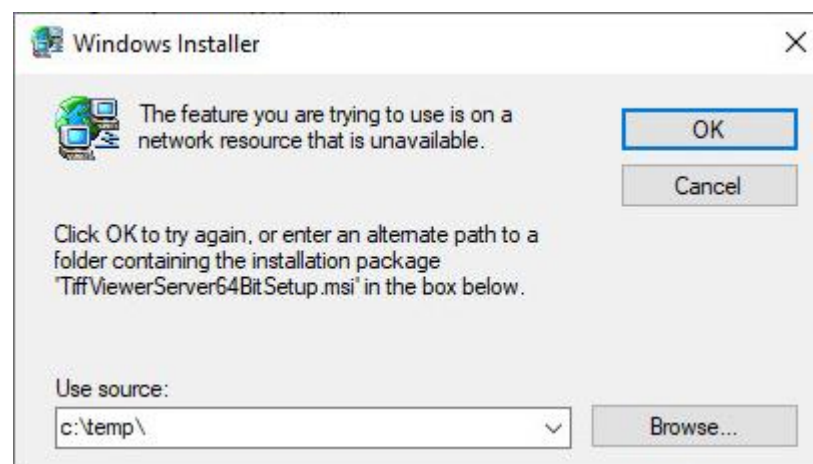 Windows Installer
The feature you are trying to use is on a
network resource that is unavailable.
OK
Cancel
Click OK to try again, or enter an alternate path to a
folder containing the installation package
'TiffViewerServer64BitSetup.msi' in the box below.
Use source:
c:\temp\
Browse...